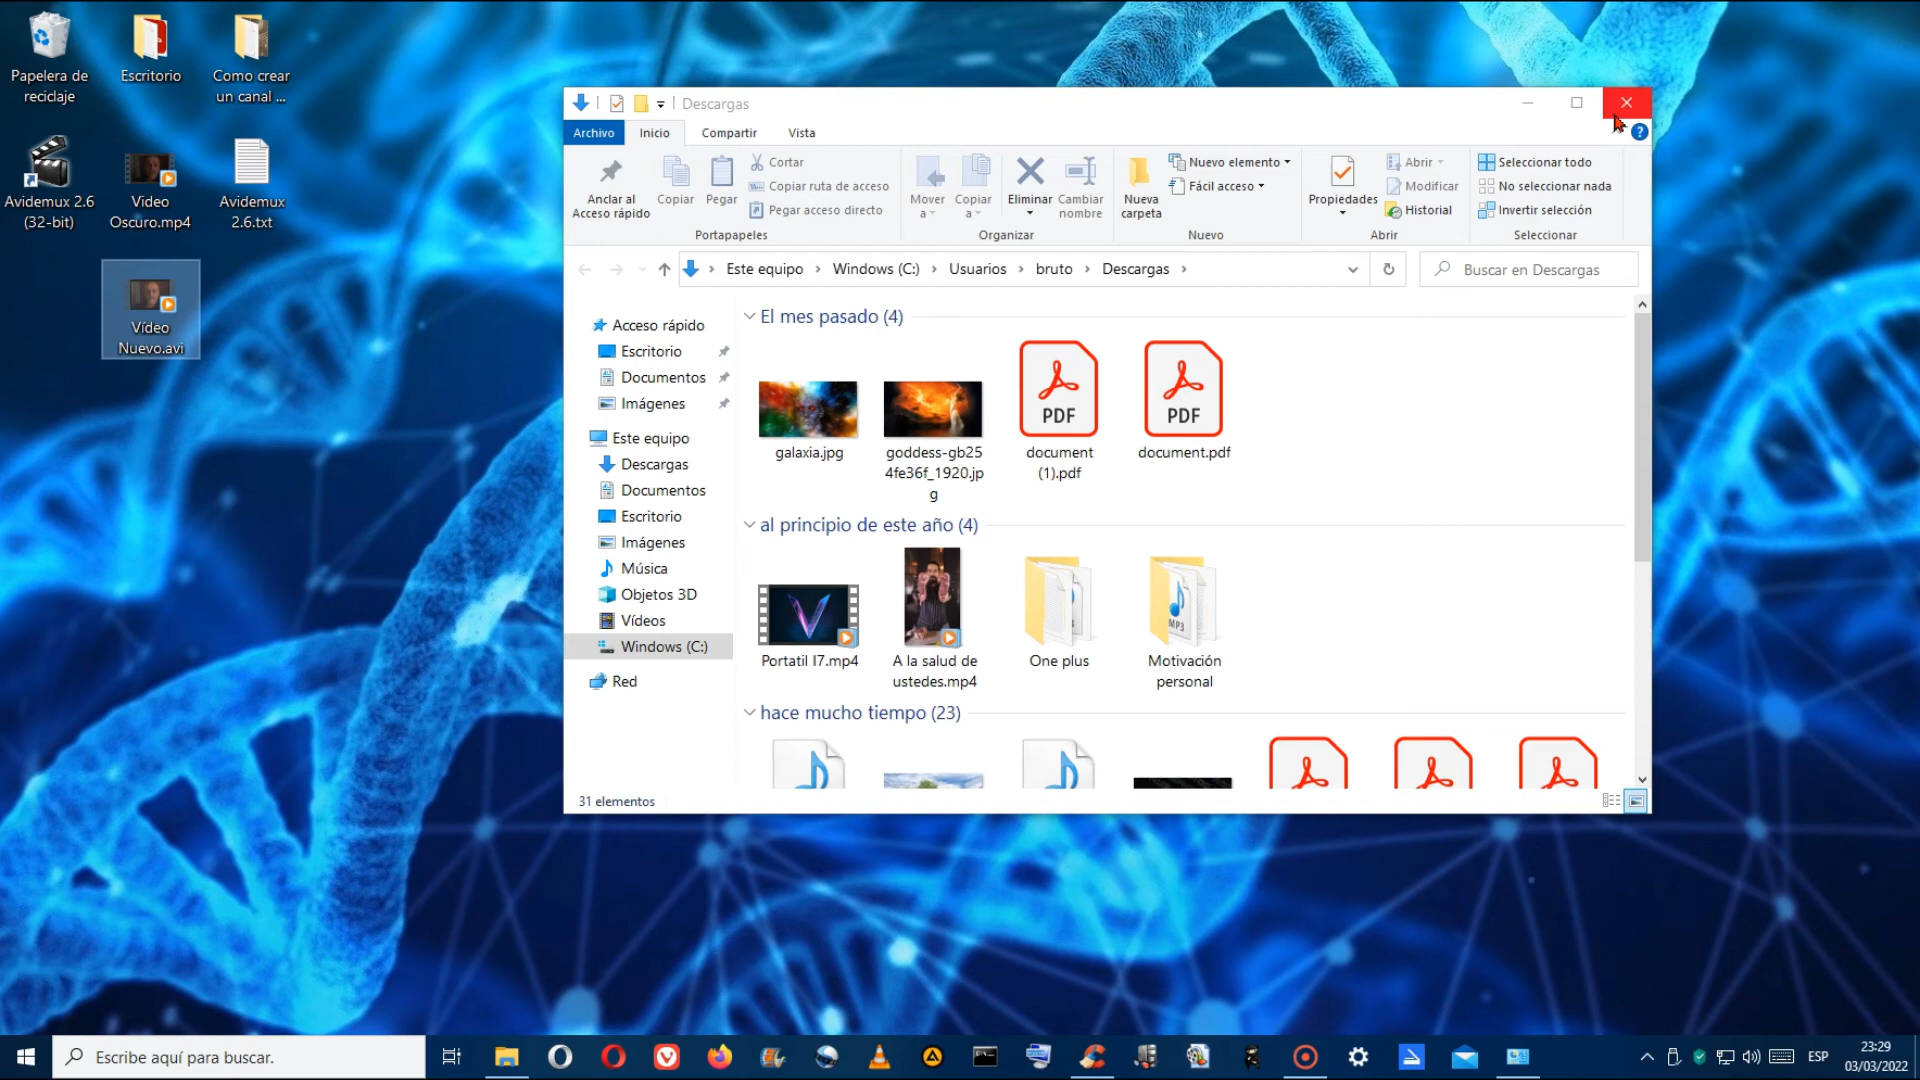 Papelera de
reciclaje
Escritorio
Como crear
un canal ...
Avidemux 2.6
(32-bit)
Video
Oscuro.mp4
Avidemux
2.6.txt
Vídeo
Nuevo.avi
Descargas
Archivo
Inicio
Compartir
Vista
Anclar al
Acceso rápido
Copiar
Pegar
Cortar
Copiar ruta de acceso
Pegar acceso directo
Portapapeles
Mover
a
Copiar
a
Eliminar
Cambiar
nombre
Organizar
Nueva
carpeta
Nuevo elemento
Fácil acceso
Nuevo
Propiedades
Abrir
Modificar
Historial
Abrir
Seleccionar todo
No seleccionar nada
Invertir selección
Seleccionar
Este equipo
Windows (C:)
Usuarios
bruto
Descargas
Buscar en Descargas
Acceso rápido
Escritorio
Documentos
Imágenes
Este equipo
Descargas
Documentos
Escritorio
Imágenes
Música
Objetos 3D
Vídeos
Windows (C:)
Red
El mes pasado (4)
PDF
PDF
galaxia.jpg
goddess-gb25
4fe36f_1920.jp
g
document
(1).pdf
document.pdf
al principio de este año (4)
MP3
Portatil I7.mp4
A la salud de
ustedes.mp4
One plus
Motivación
personal
hace mucho tiempo (23)
31 elementos
Escribe aquí para buscar.
ESP
23:29
03/03/2022